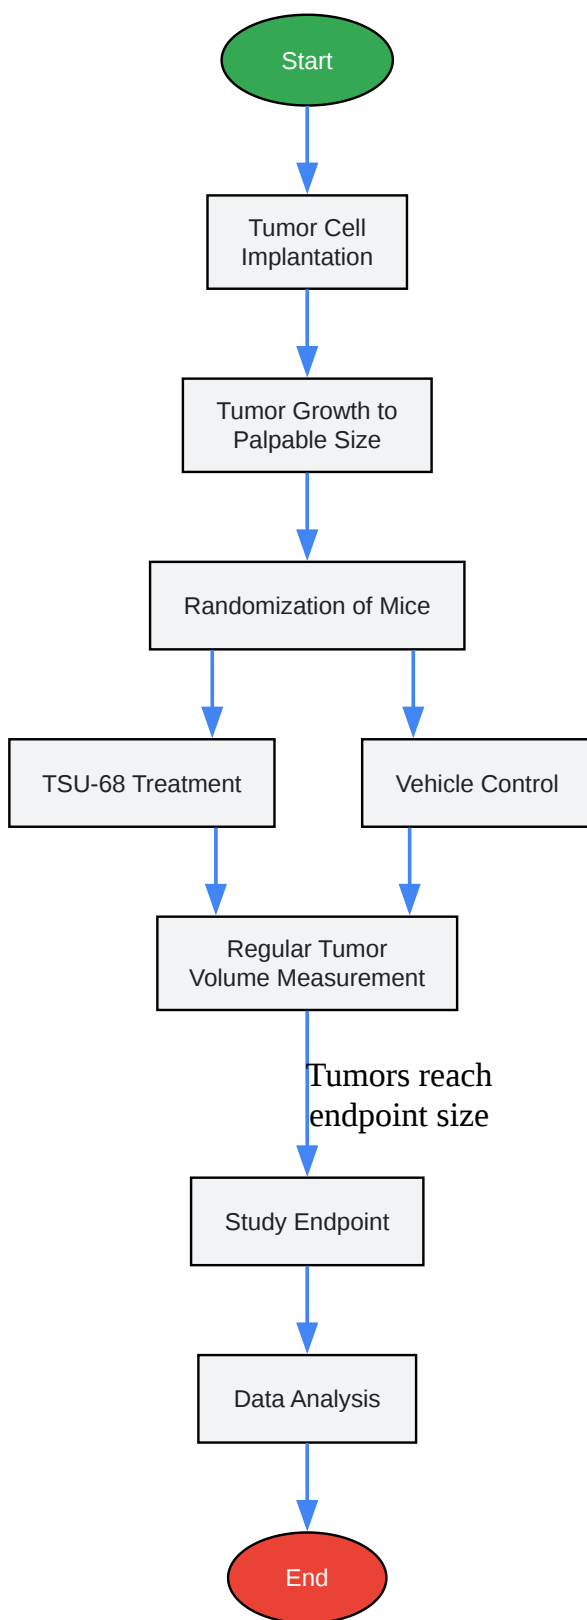 Start
Tumor Cell
Implantation
Tumor Growth to
Palpable Size
Randomization of Mice
TSU-68 Treatment
Vehicle Control
Regular Tumor
Volume Measurement
Tumors reach
endpoint size
Study Endpoint
Data Analysis
End